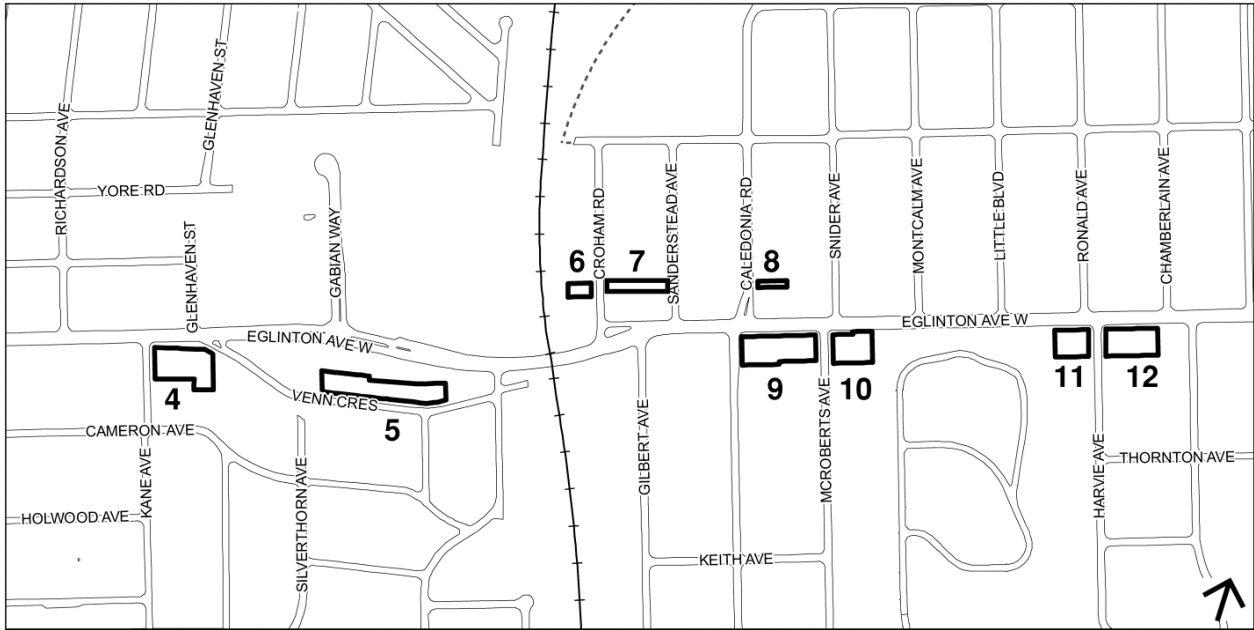 GLENHAVEN ST
RICHARDSON AVE
YORE RD
GLENHAVEN ST
GABIAN WAY
CROHAM RD
SANDERSTEAD AVE
CALEDONIA RD
SNIDER AVE
MONTCALM AVE
LITTLE BLVD
RONALD AVE
CHAMBERLAIN AVE
6
7
8
EGLINTON AVE W
EGLINTON AVE W
4
5
9
10
11
12
VENN CRES
CAMERON AVE
KANE AVE
HOLWOOD AVE
SILVERTHORN AVE
GILBERT AVE
MCROBERTS AVE
KEITH AVE
HARVIE AVE
THORNTON AVE